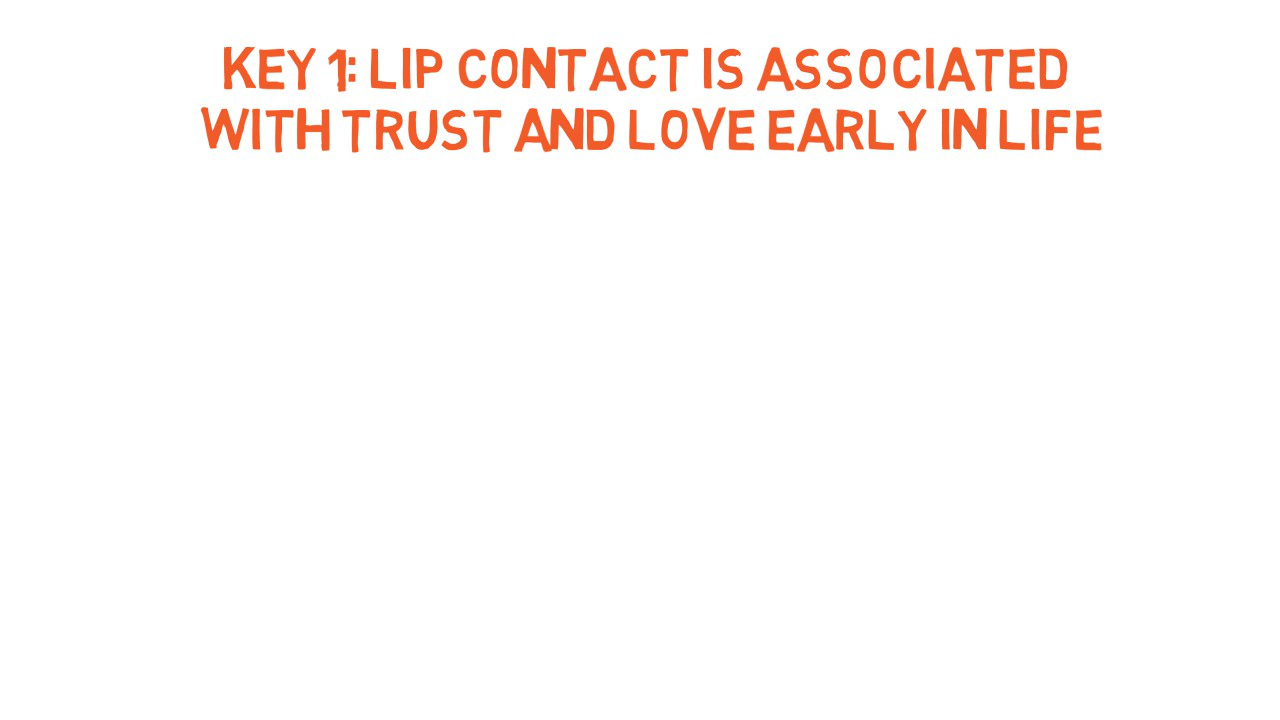 KEY 1: LIP CONTACT IS ASSOCIATED
WITH TRUST AND LOVE EARLY IN LIFE